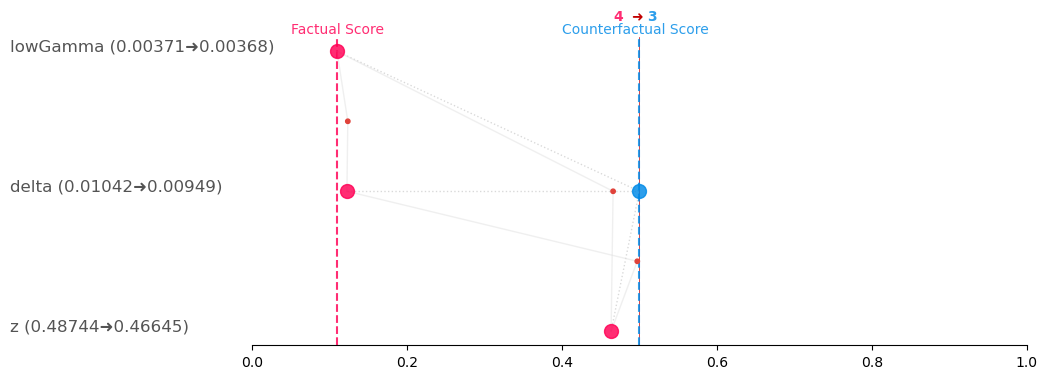 4 ➜ 3
Factual Score
Counterfactual Score
lowGamma (0.00371➜0.00368)
delta (0.01042➜0.00949)
z (0.48744➜0.46645)
0.0 0.2 0.4 0.6 0.8 1.0